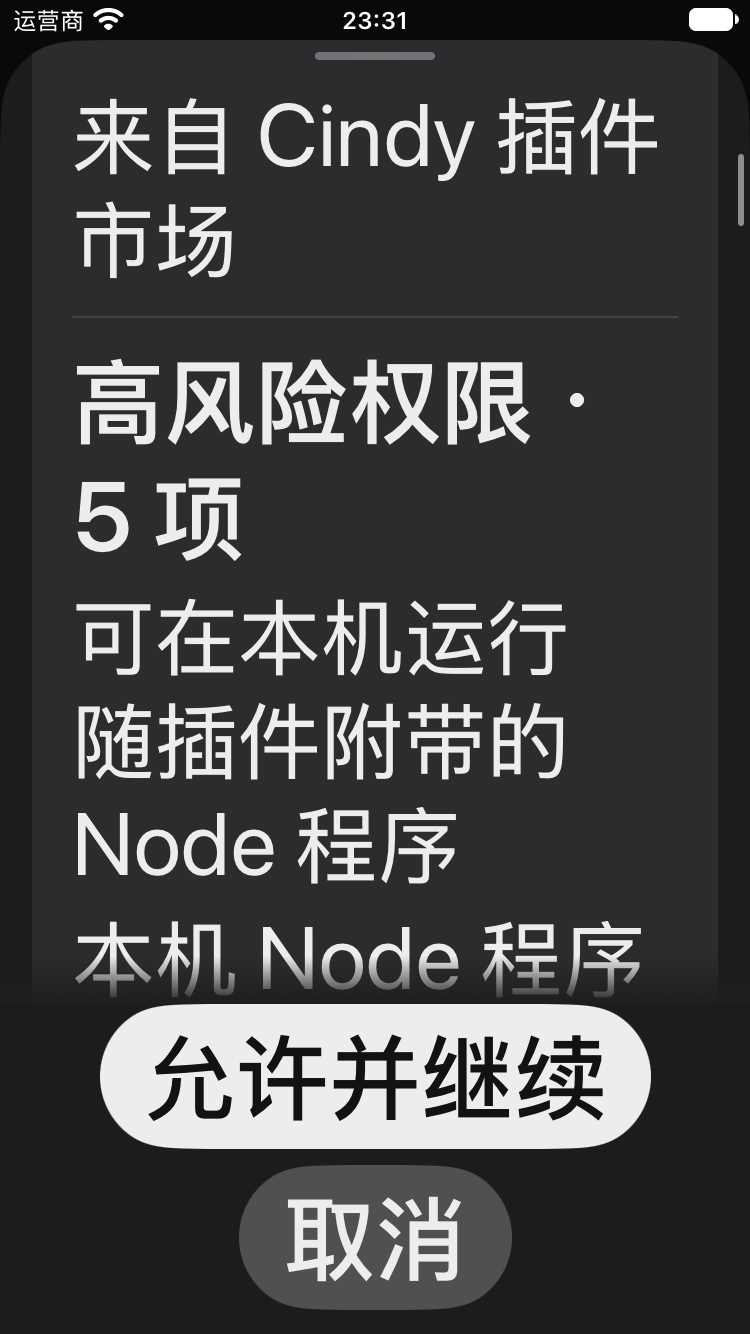 运营商 23:31
来自 Cindy 插件
市场
高风险权限 ·
5 项
可在本机运行
随插件附带的
Node 程序
本机 Node 程序
允许并继续
取消